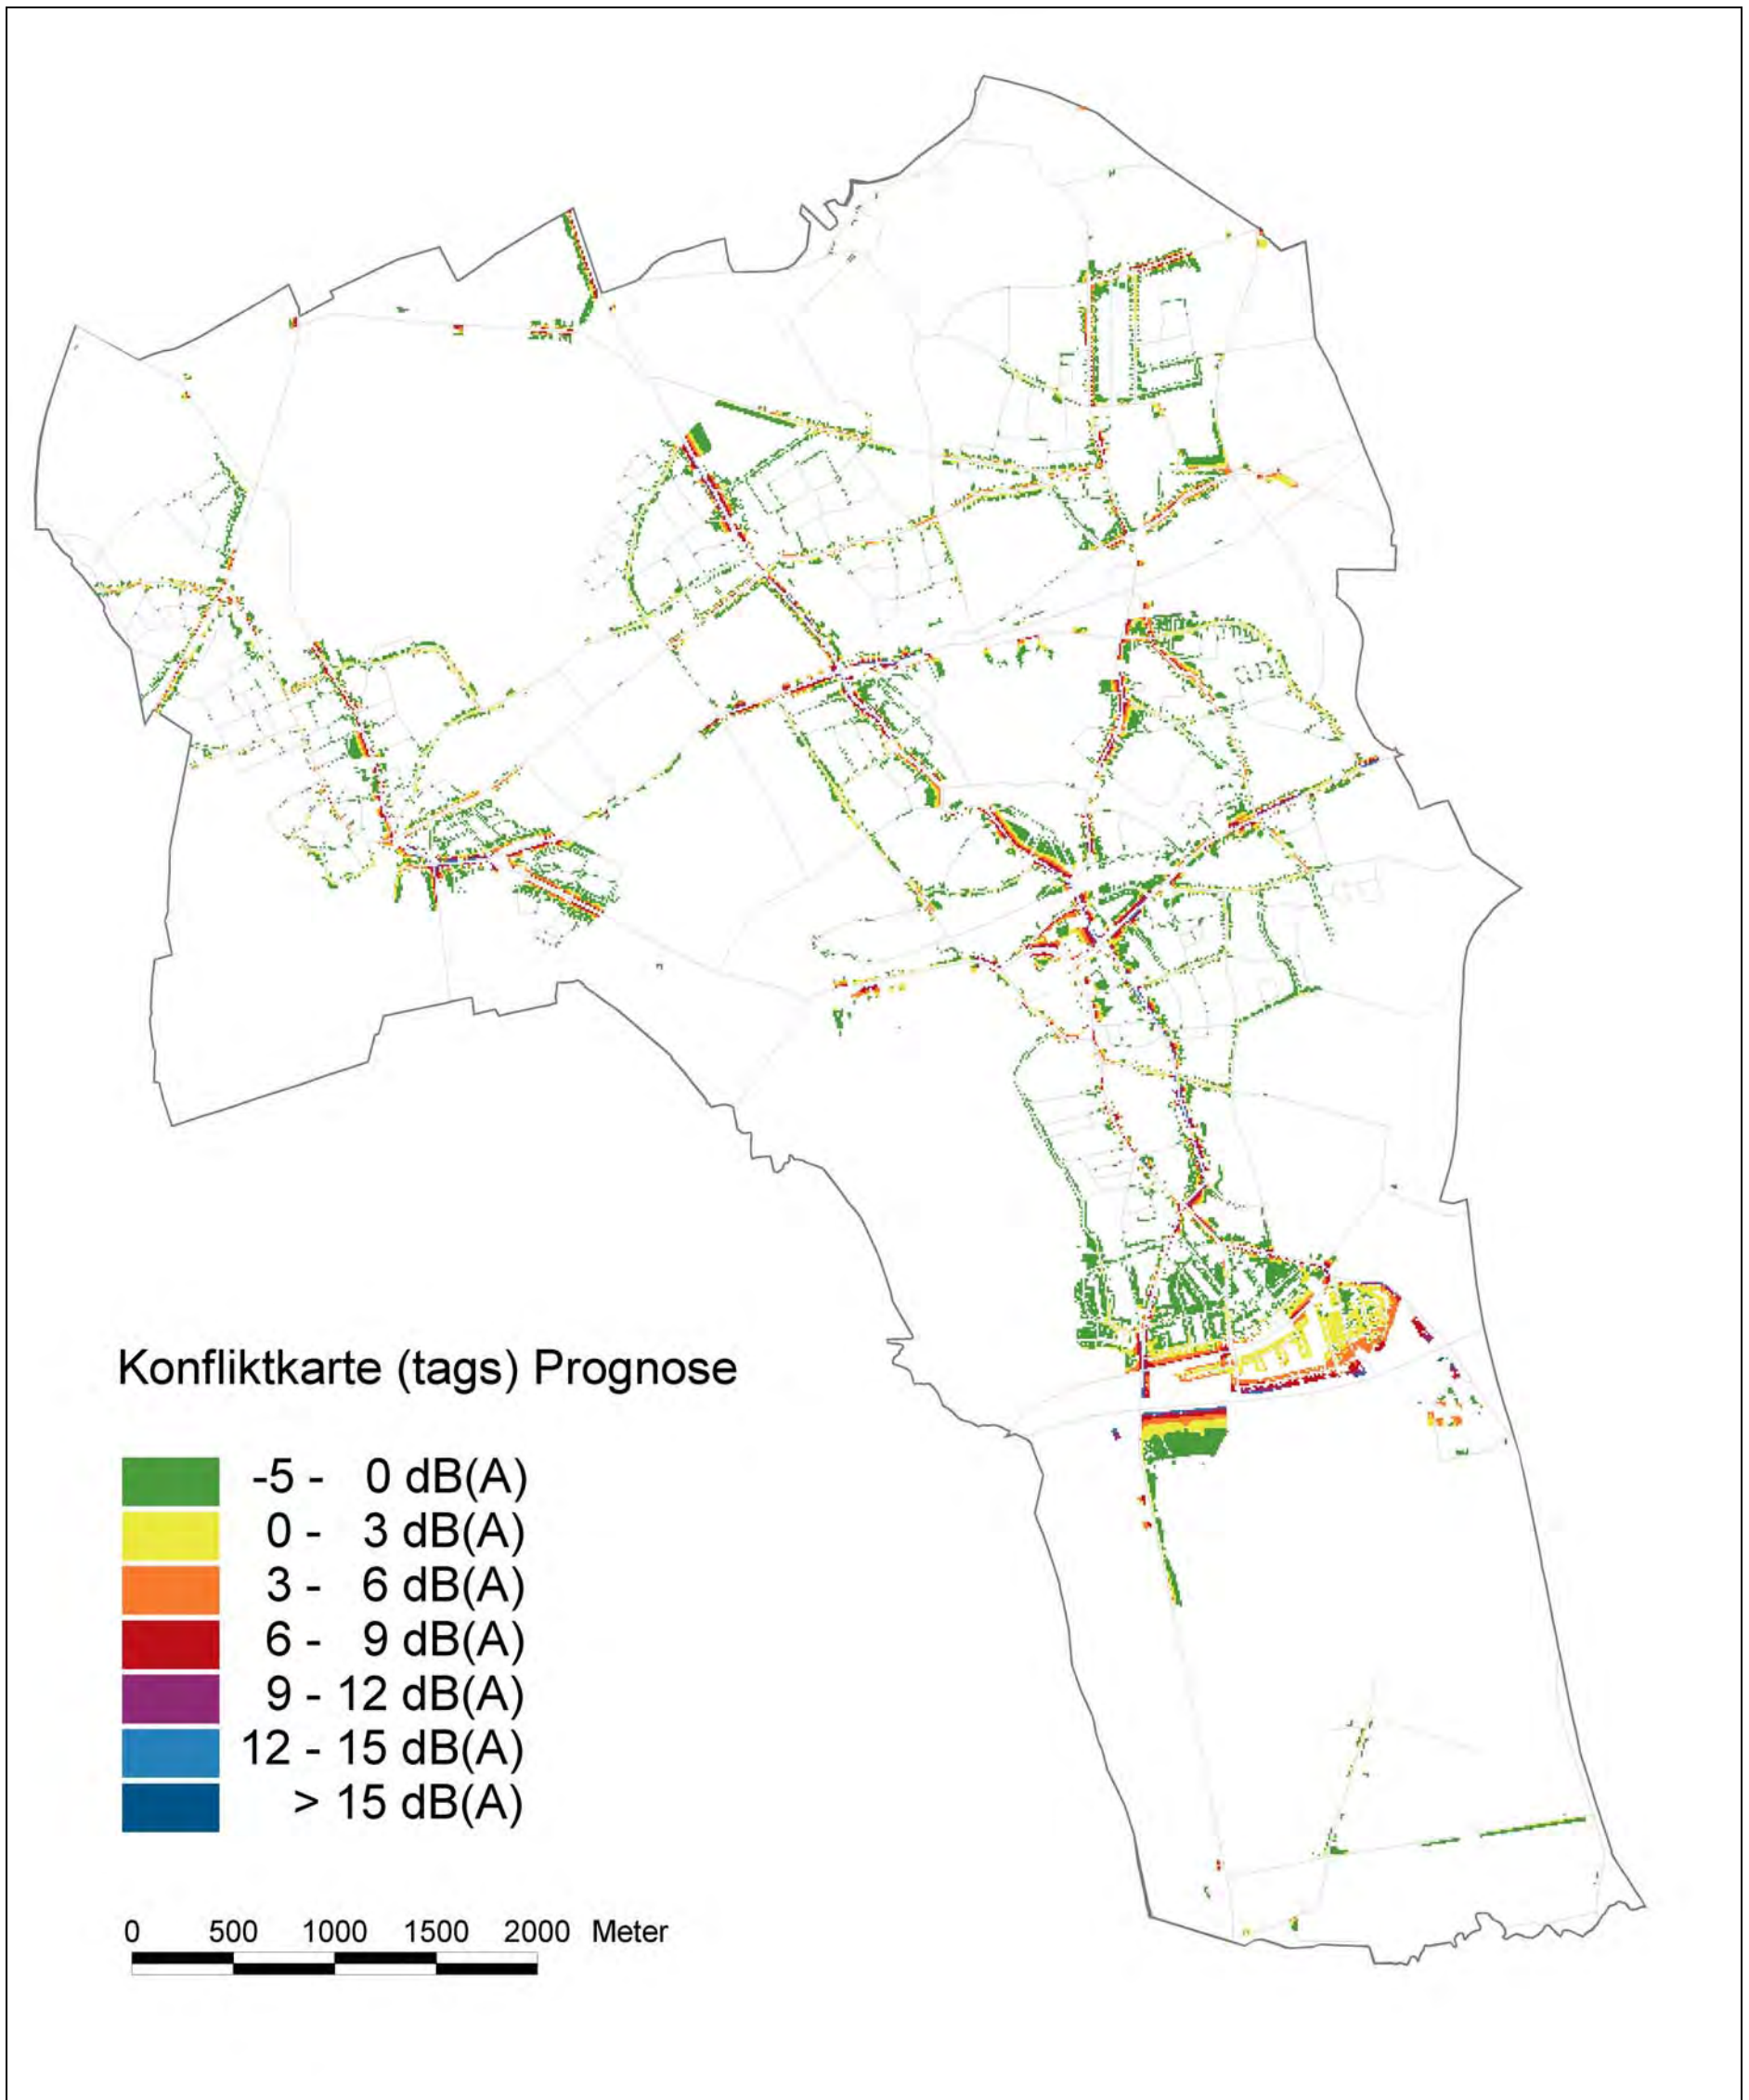 Konfliktkarte (tags) Prognose
-5 - 0 dB(A)
0 - 3 dB(A)
3 - 6 dB(A)
6 - 9 dB(A)
9 - 12 dB(A)
12 - 15 dB(A)
> 15 dB(A)
0 500 1000 1500 2000 Meter